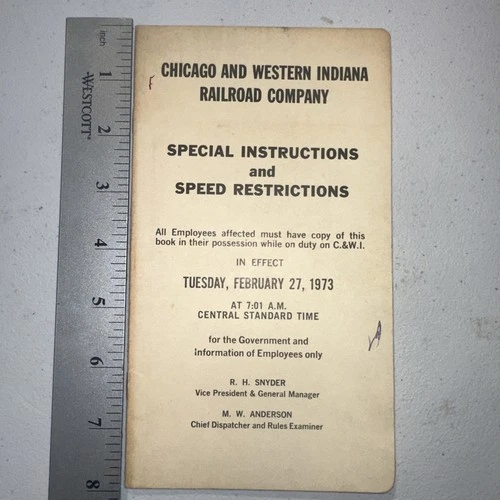 CHICAGO AND WESTERN INDIANA
RAILROAD COMPANY
SPECIAL INSTRUCTIONS
and
SPEED RESTRICTIONS
All Employees affected must have copy of this
book in their possession while on duty on C.&W.I.
IN EFFECT
TUESDAY, FEBRUARY 27, 1973
AT 7:01 A.M.
CENTRAL STANDARD TIME
for the Government and
Information of Employees only
R. H. SNYDER
Vice President & General Manager
M. W. ANDERSON
Chief Dispatcher and Rules Examiner
inch
WESTCOTT
1
2
3
4
5
6
7
8